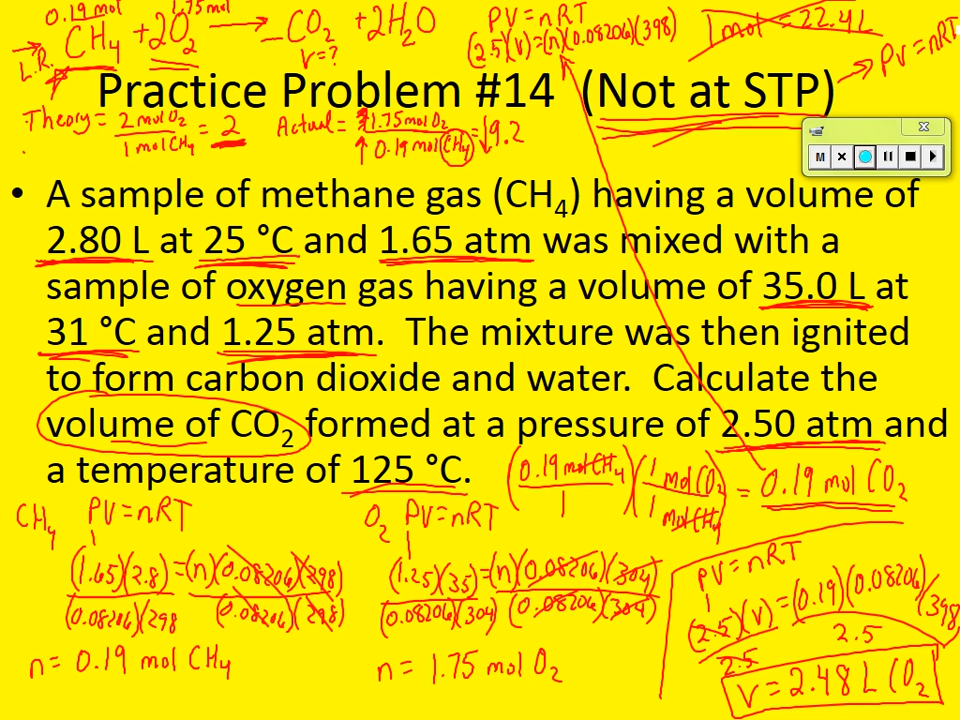 0.19 mol 1.75 mol
→ CH4 + 2O2 → CO2 + 2H2O
L.R.
V=?
PV=nRT
(2.5)(V)=(n)(0.08206)(398)
1 mol = 22.4L
→ PV=nRT
Practice Problem #14 (Not at STP)
Theory = 2 mol O2 / 1 mol CH4 = 2
Actual = ↑1.75 mol O2 / ↑0.19 mol CH4 = ↓9.2
M
• A sample of methane gas (CH4) having a volume of
2.80 L at 25 °C and 1.65 atm was mixed with a
sample of oxygen gas having a volume of 35.0 L at
31 °C and 1.25 atm. The mixture was then ignited
to form carbon dioxide and water. Calculate the
volume of CO2 formed at a pressure of 2.50 atm and
a temperature of 125 °C.
(0.19 mol CH4 / 1)(1 mol CO2 / 1 mol CH4) = 0.19 mol CO2
CH4 PV=nRT
(1.65)(2.8)=(n)(0.08206)(298)
(0.08206)(298 (0.08206)(298)
n= 0.19 mol CH4
O2 PV=nRT
(1.25)(35)=(n)(0.08206)(304)
(0.08206)(304) (0.08206)(304)
n= 1.75 mol O2
PV=nRT
(2.5)(V)=(0.19)(0.08206)(398)
2.5 2.5
V=2.48 L CO2